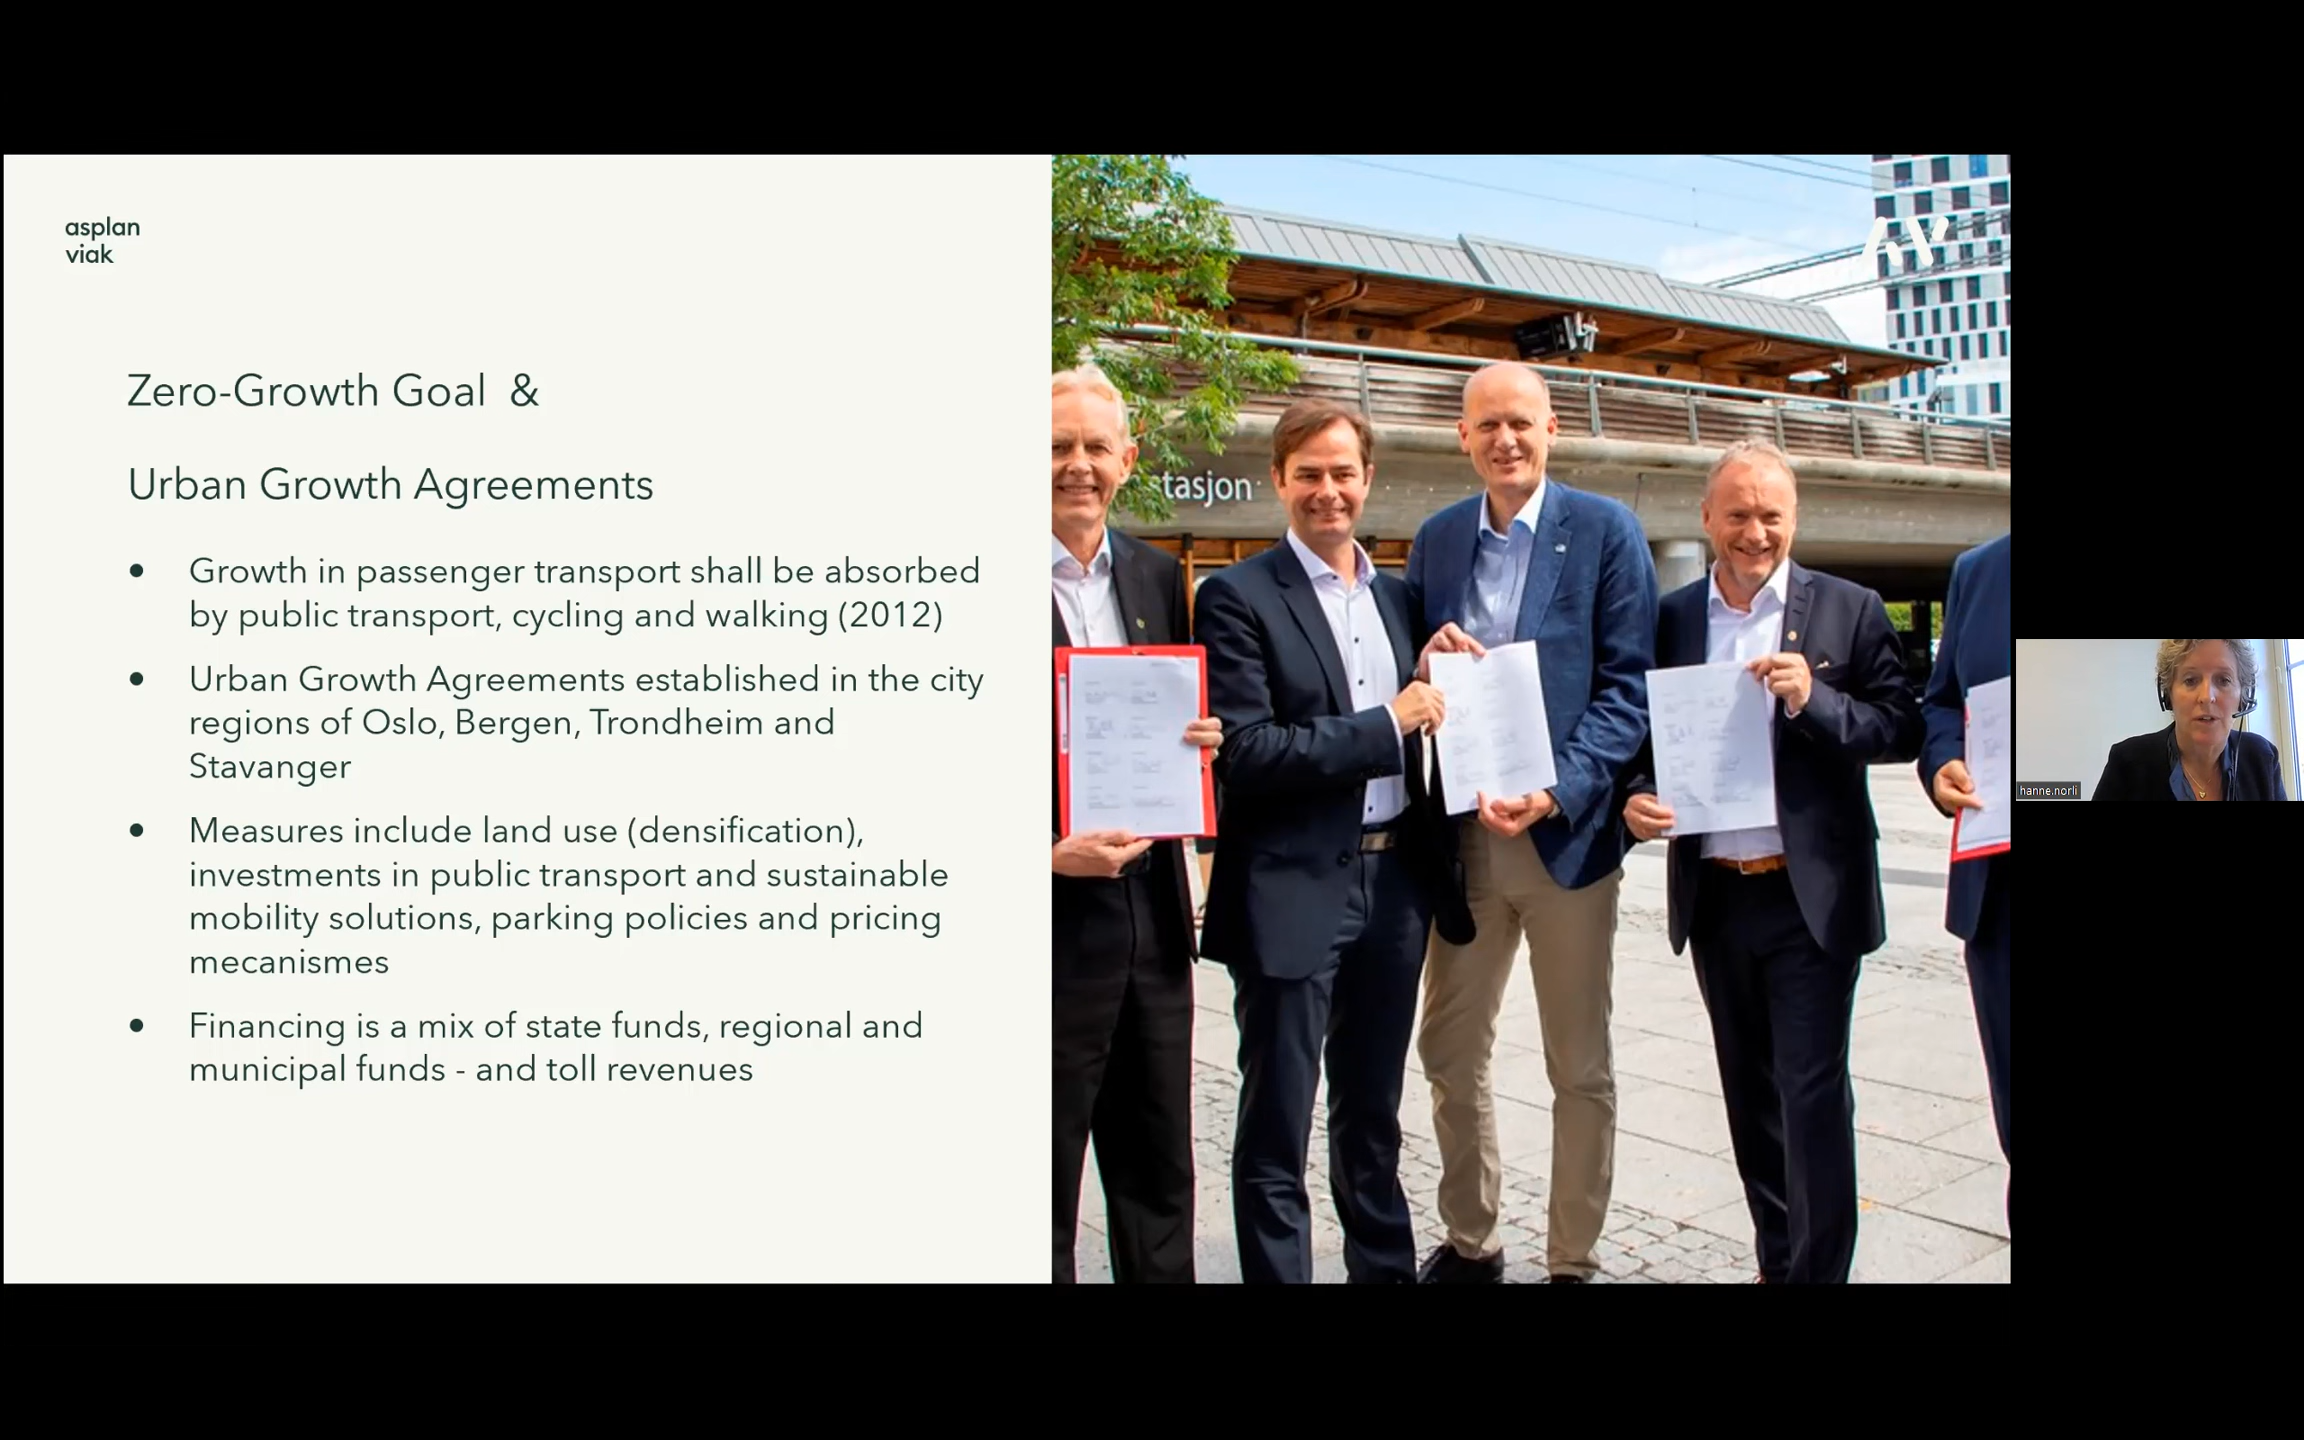 asplan
viak
Zero-Growth Goal &
Urban Growth Agreements
• Growth in passenger transport shall be absorbed
by public transport, cycling and walking (2012)
• Urban Growth Agreements established in the city
regions of Oslo, Bergen, Trondheim and
Stavanger
• Measures include land use (densification),
investments in public transport and sustainable
mobility solutions, parking policies and pricing
mecanismes
• Financing is a mix of state funds, regional and
municipal funds - and toll revenues
stasjon
hanne.norli